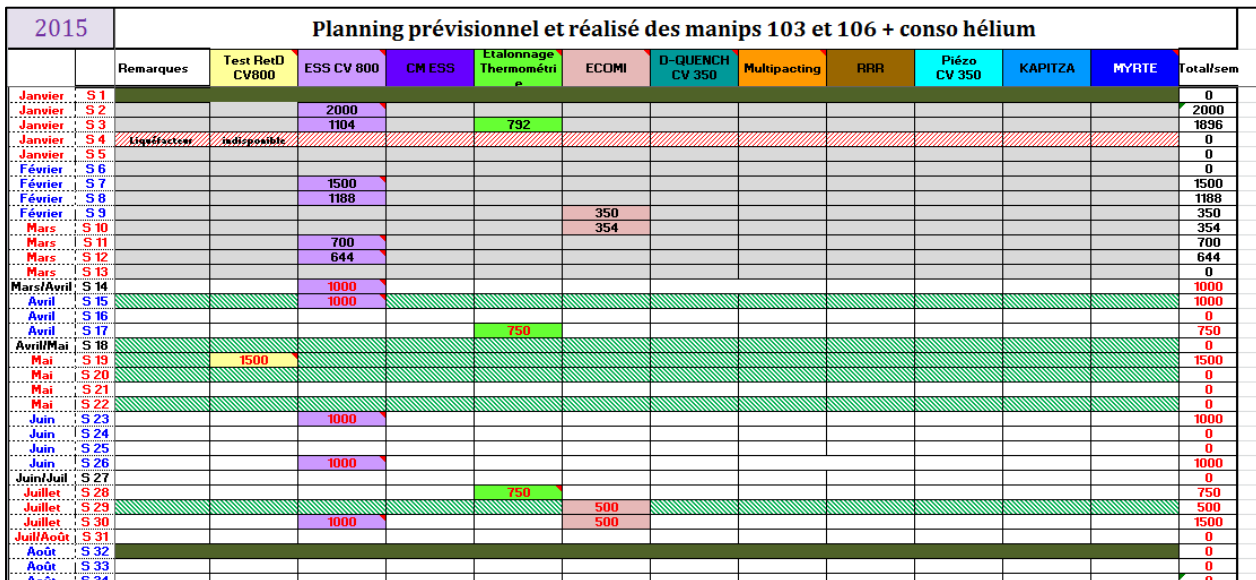 2015 Planning prévisionnel et réalisé des manips 103 et 106 + conso hélium
Remarques Test RetD CV800 ESS CV 800 CM ESS Etalonnage Thermométrie ECOMI D-QUENCH CV 350 Multipacting RRR Piézo CV 350 KAPITZA MYRTE Total/sem
Janvier S 1 0
Janvier S 2 2000 2000
Janvier S 3 1104 792 1896
Janvier S 4 Liquéfacteur indisponible 0
Janvier S 5 0
Février S 6 0
Février S 7 1500 1500
Février S 8 1188 1188
Février S 9 350 350
Mars S 10 354 354
Mars S 11 700 700
Mars S 12 644 644
Mars S 13 0
Mars/Avril S 14 1000 1000
Avril S 15 1000 1000
Avril S 16 0
Avril S 17 750 750
Avril/Mai S 18 0
Mai S 19 1500 1500
Mai S 20 0
Mai S 21 0
Mai S 22 0
Juin S 23 1000 1000
Juin S 24 0
Juin S 25 0
Juin S 26 1000 1000
Juin/Juil S 27 0
Juillet S 28 750 750
Juillet S 29 500 500
Juillet S 30 1000 500 1500
Juil/Août S 31 0
Août S 32 0
Août S 33 0
Août S 34 0